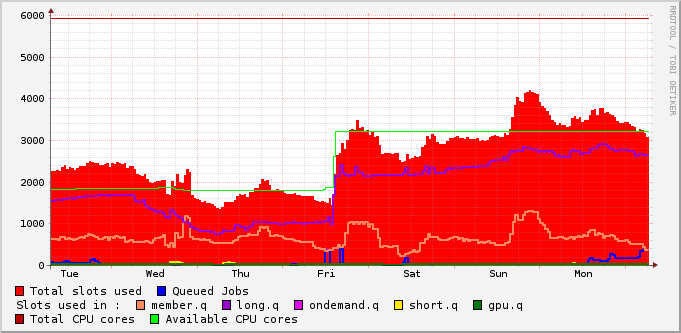 6000
5000
4000
3000
2000
1000
0
Tue Wed Thu Fri Sat Sun Mon
Total slots used Queued Jobs
Slots used in : member.q long.q ondemand.q short.q gpu.q
Total CPU cores Available CPU cores
RRDTOOL / TOBI OETIKER